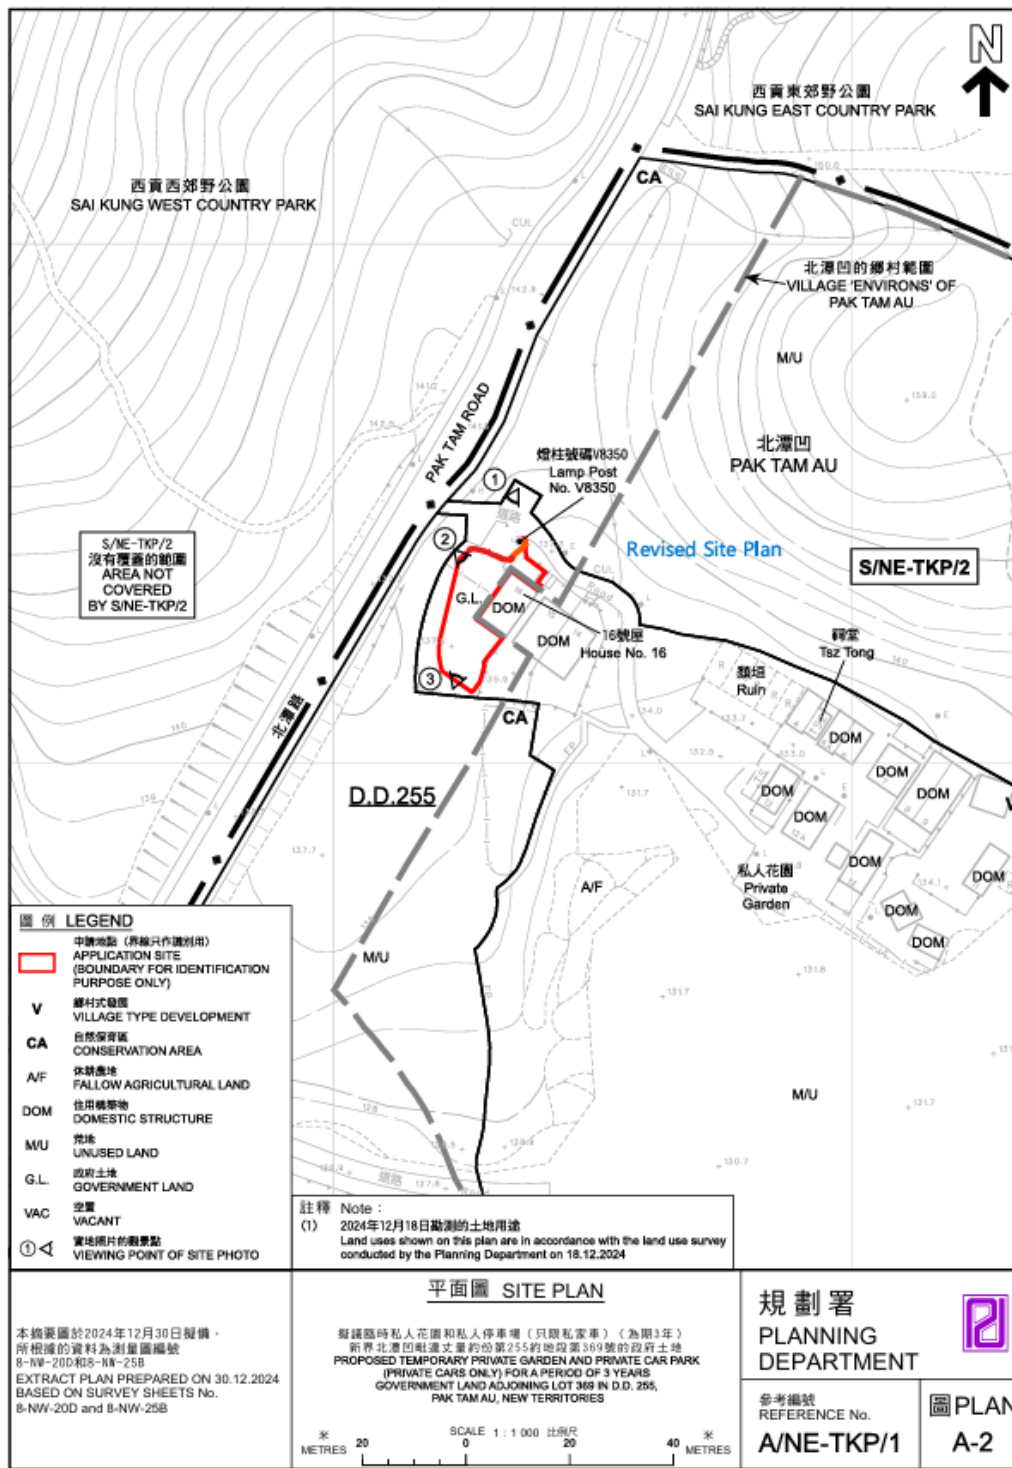 N
西貢東郊野公園
SAI KUNG EAST COUNTRY PARK
西貢西郊野公園
SAI KUNG WEST COUNTRY PARK
CA
CUL
北潭凹的鄉村範圍
VILLAGE 'ENVIRONS' OF
PAK TAM AU
M/U
PAK TAM ROAD
北潭凹
PAK TAM AU
燈柱號碼V8350
Lamp Post
No. V8350
1
道路
2
S/NE-TKP/2
沒有覆蓋的範圍
AREA NOT
COVERED
BY S/NE-TKP/2
Revised Site Plan
S/NE-TKP/2
CUL
Road
G.L.
DOM
DOM
16號屋
House No. 16
祠堂
Tsz Tong
頹垣
Ruin
3
CA
北潭路
DOM
DOM
DOM
DOM
DOM
DOM
DOM
DOM
DOM
V
D.D.255
私人花園
Private
Garden
A/F
M/U
M/U
道路
圖例 LEGEND
申請地點（界線只作識別用）
APPLICATION SITE
(BOUNDARY FOR IDENTIFICATION
PURPOSE ONLY)
V 鄉村式發展
VILLAGE TYPE DEVELOPMENT
CA 自然保育區
CONSERVATION AREA
A/F 休耕農地
FALLOW AGRICULTURAL LAND
DOM 住用構築物
DOMESTIC STRUCTURE
M/U 荒地
UNUSED LAND
G.L. 政府土地
GOVERNMENT LAND
VAC 空置
VACANT
1 實地照片的觀景點
VIEWING POINT OF SITE PHOTO
註釋 Note :
(1) 2024年12月18日勘測的土地用途
Land uses shown on this plan are in accordance with the land use survey
conducted by the Planning Department on 18.12.2024
本摘要圖於2024年12月30日擬備，
所根據的資料為測量圖編號
8-NW-20D和8-NW-25B
EXTRACT PLAN PREPARED ON 30.12.2024
BASED ON SURVEY SHEETS No.
8-NW-20D and 8-NW-25B
平面圖 SITE PLAN
擬議臨時私人花園和私人停車場（只限私家車）（為期3年）
新界北潭凹毗連丈量約份第255約地段第369號的政府土地
PROPOSED TEMPORARY PRIVATE GARDEN AND PRIVATE CAR PARK
(PRIVATE CARS ONLY) FOR A PERIOD OF 3 YEARS
GOVERNMENT LAND ADJOINING LOT 369 IN D.D. 255,
PAK TAM AU, NEW TERRITORIES
SCALE 1 : 1 000 比例尺
米
METRES 20 0 20 40 米
METRES
規劃署
PLANNING
DEPARTMENT
參考編號
REFERENCE No.
A/NE-TKP/1
圖PLAN
A-2